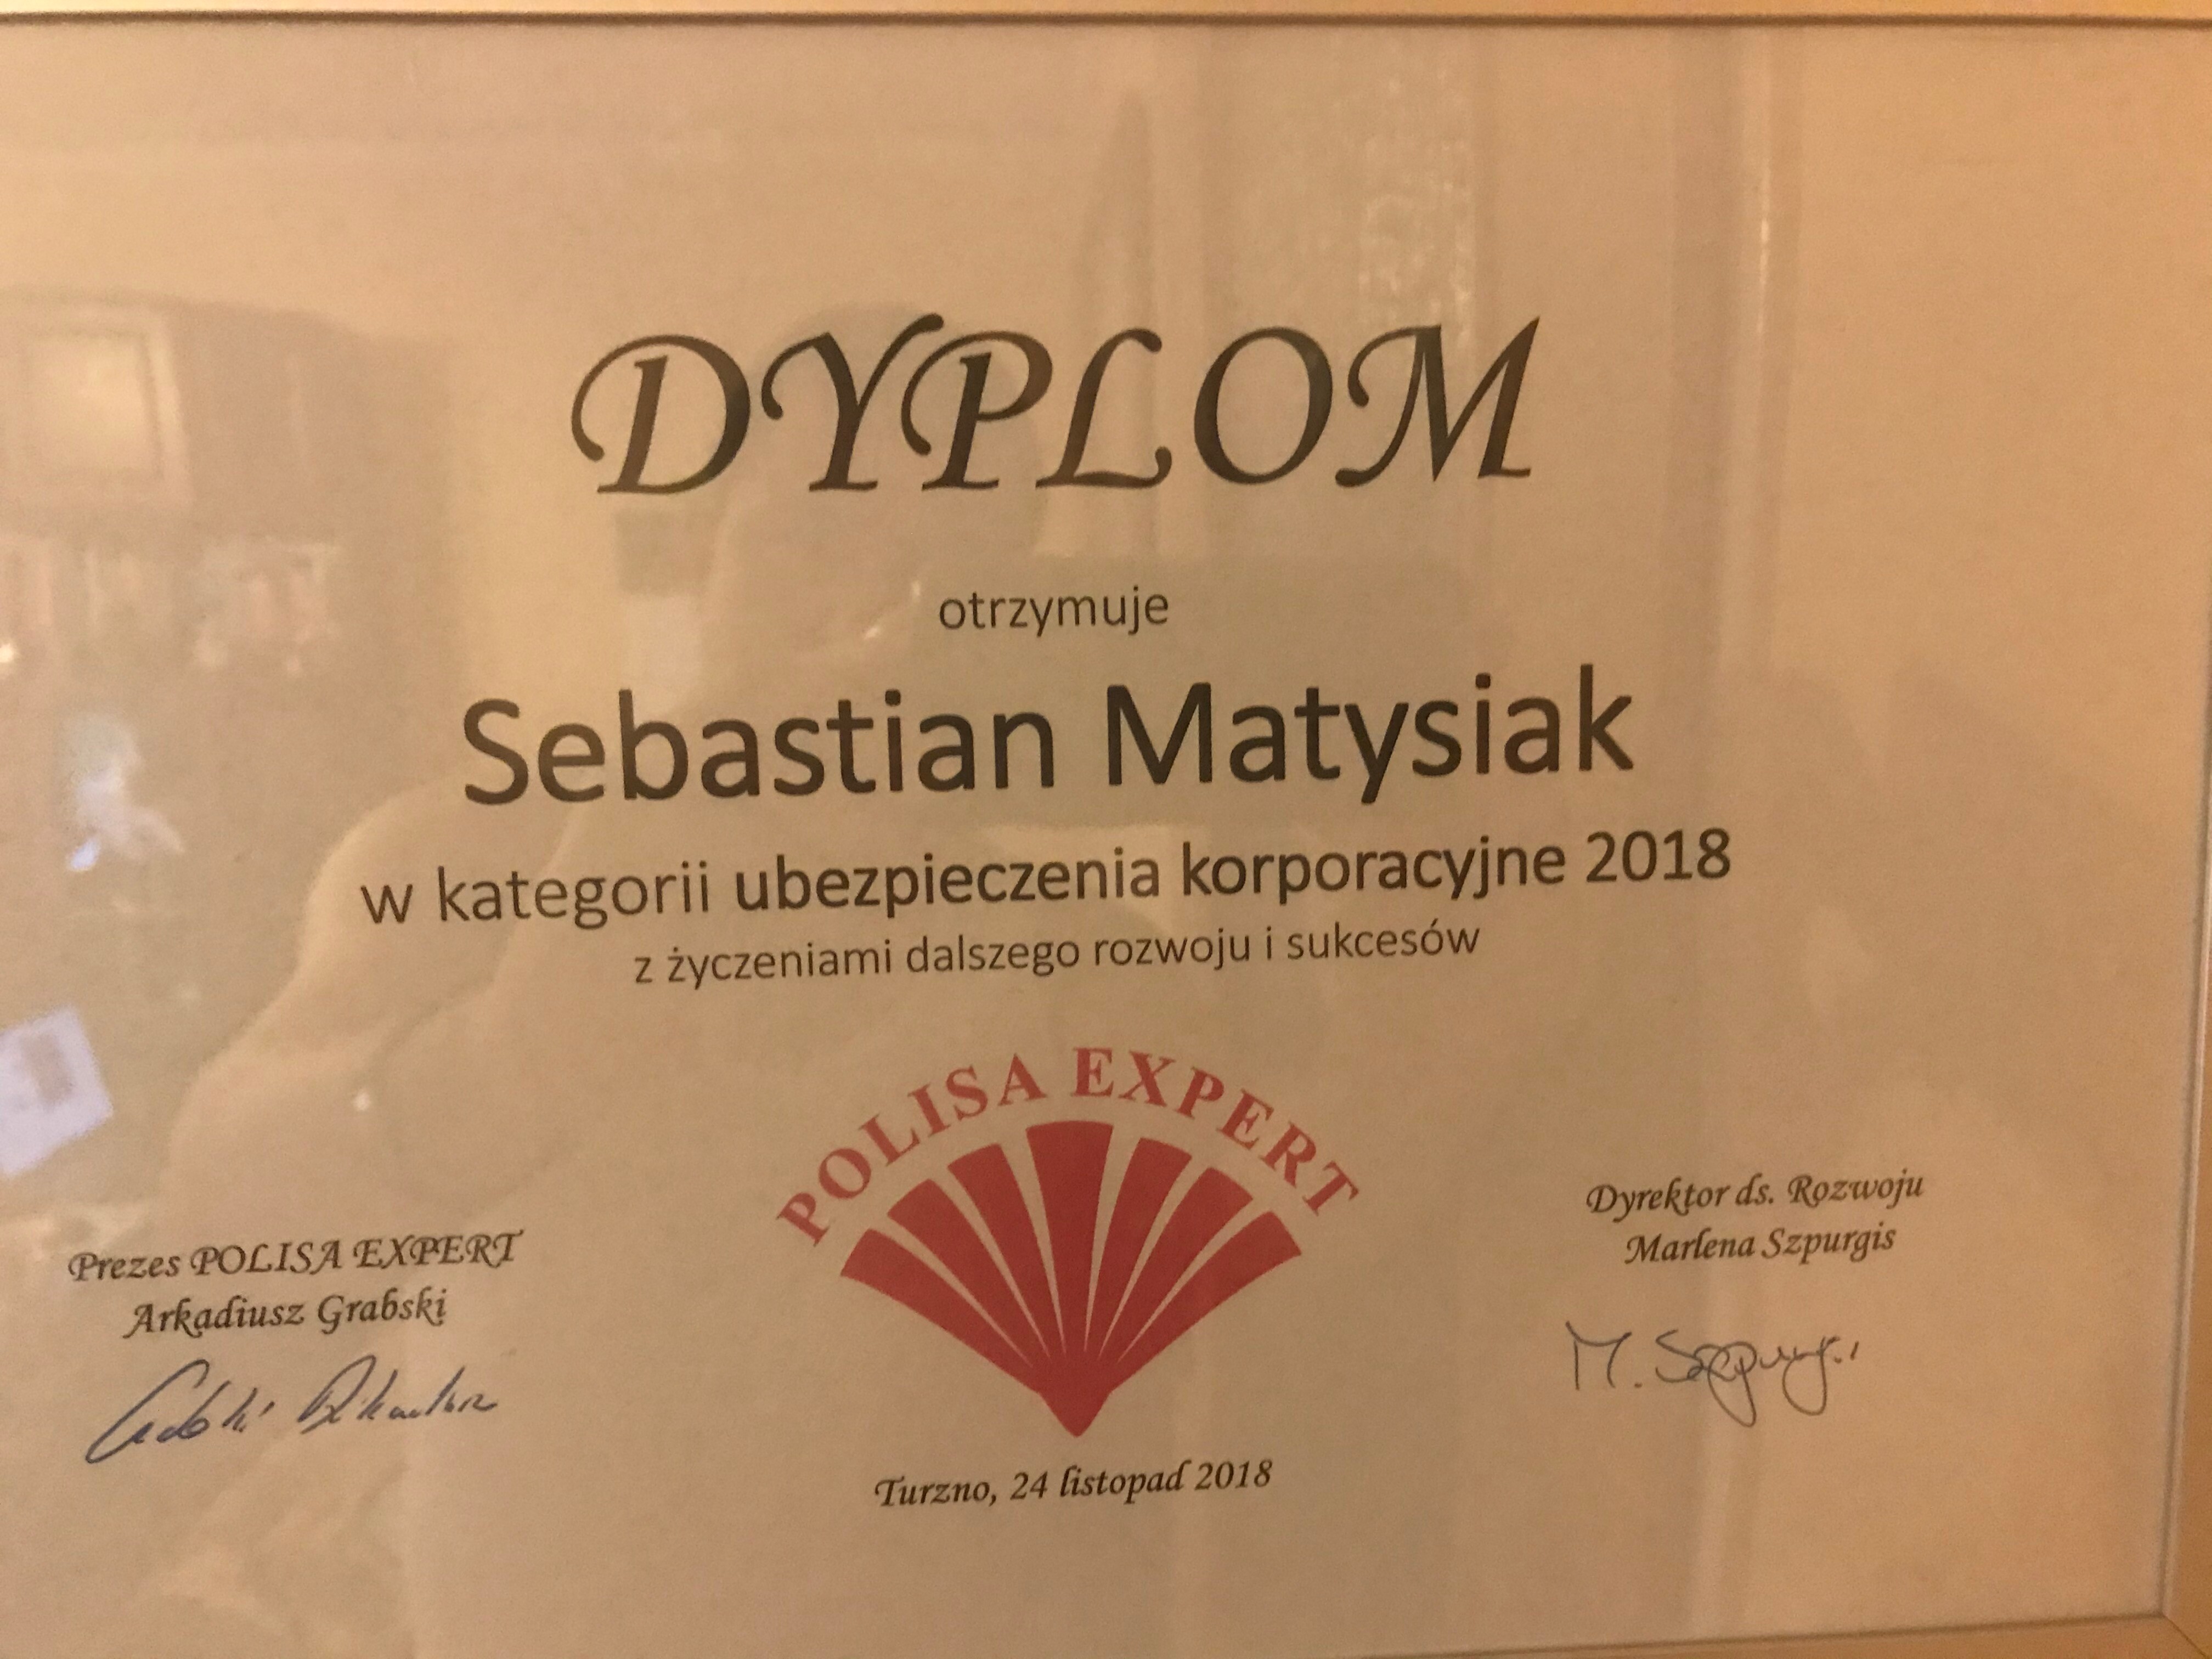 DYPLOM
otrzymuje
Sebastian Matysiak
w kategorii ubezpieczenia korporacyjne 2018
z życzeniami dalszego rozwoju i sukcesów
POLISA EXPERT
Prezes POLISA EXPERT
Arkadiusz Grabski
Dyrektor ds. Rozwoju
Marlena Szpurgis
Turzno, 24 listopad 2018